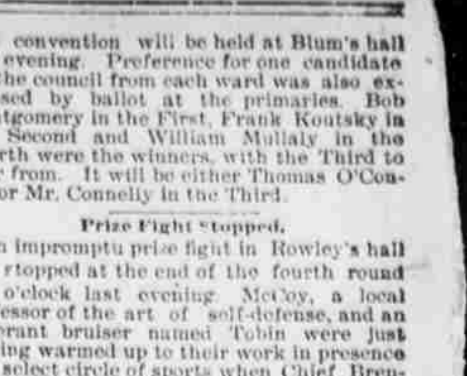 convention will be held at Blum's hall
evening. Preference for one candidate
the council from each ward was also ex-
sed by ballot at the primaries. Bob
tgomery in the First, Frank Koutsky in
Second and William Mullaly in the
rth were the winners, with the Third to
r from. It will be either Thomas O'Con-
or Mr. Connelly in the Third.
Prize Fight Stopped.
n impromptu prize fight in Rowley's hall
stopped at the end of the fourth round
o'clock last evening. McCoy, a local
essor of the art of self-defense, and an
erant bruiser named Tobin were just
ing warmed up to their work in presence
select circle of sports when Chief Bren-